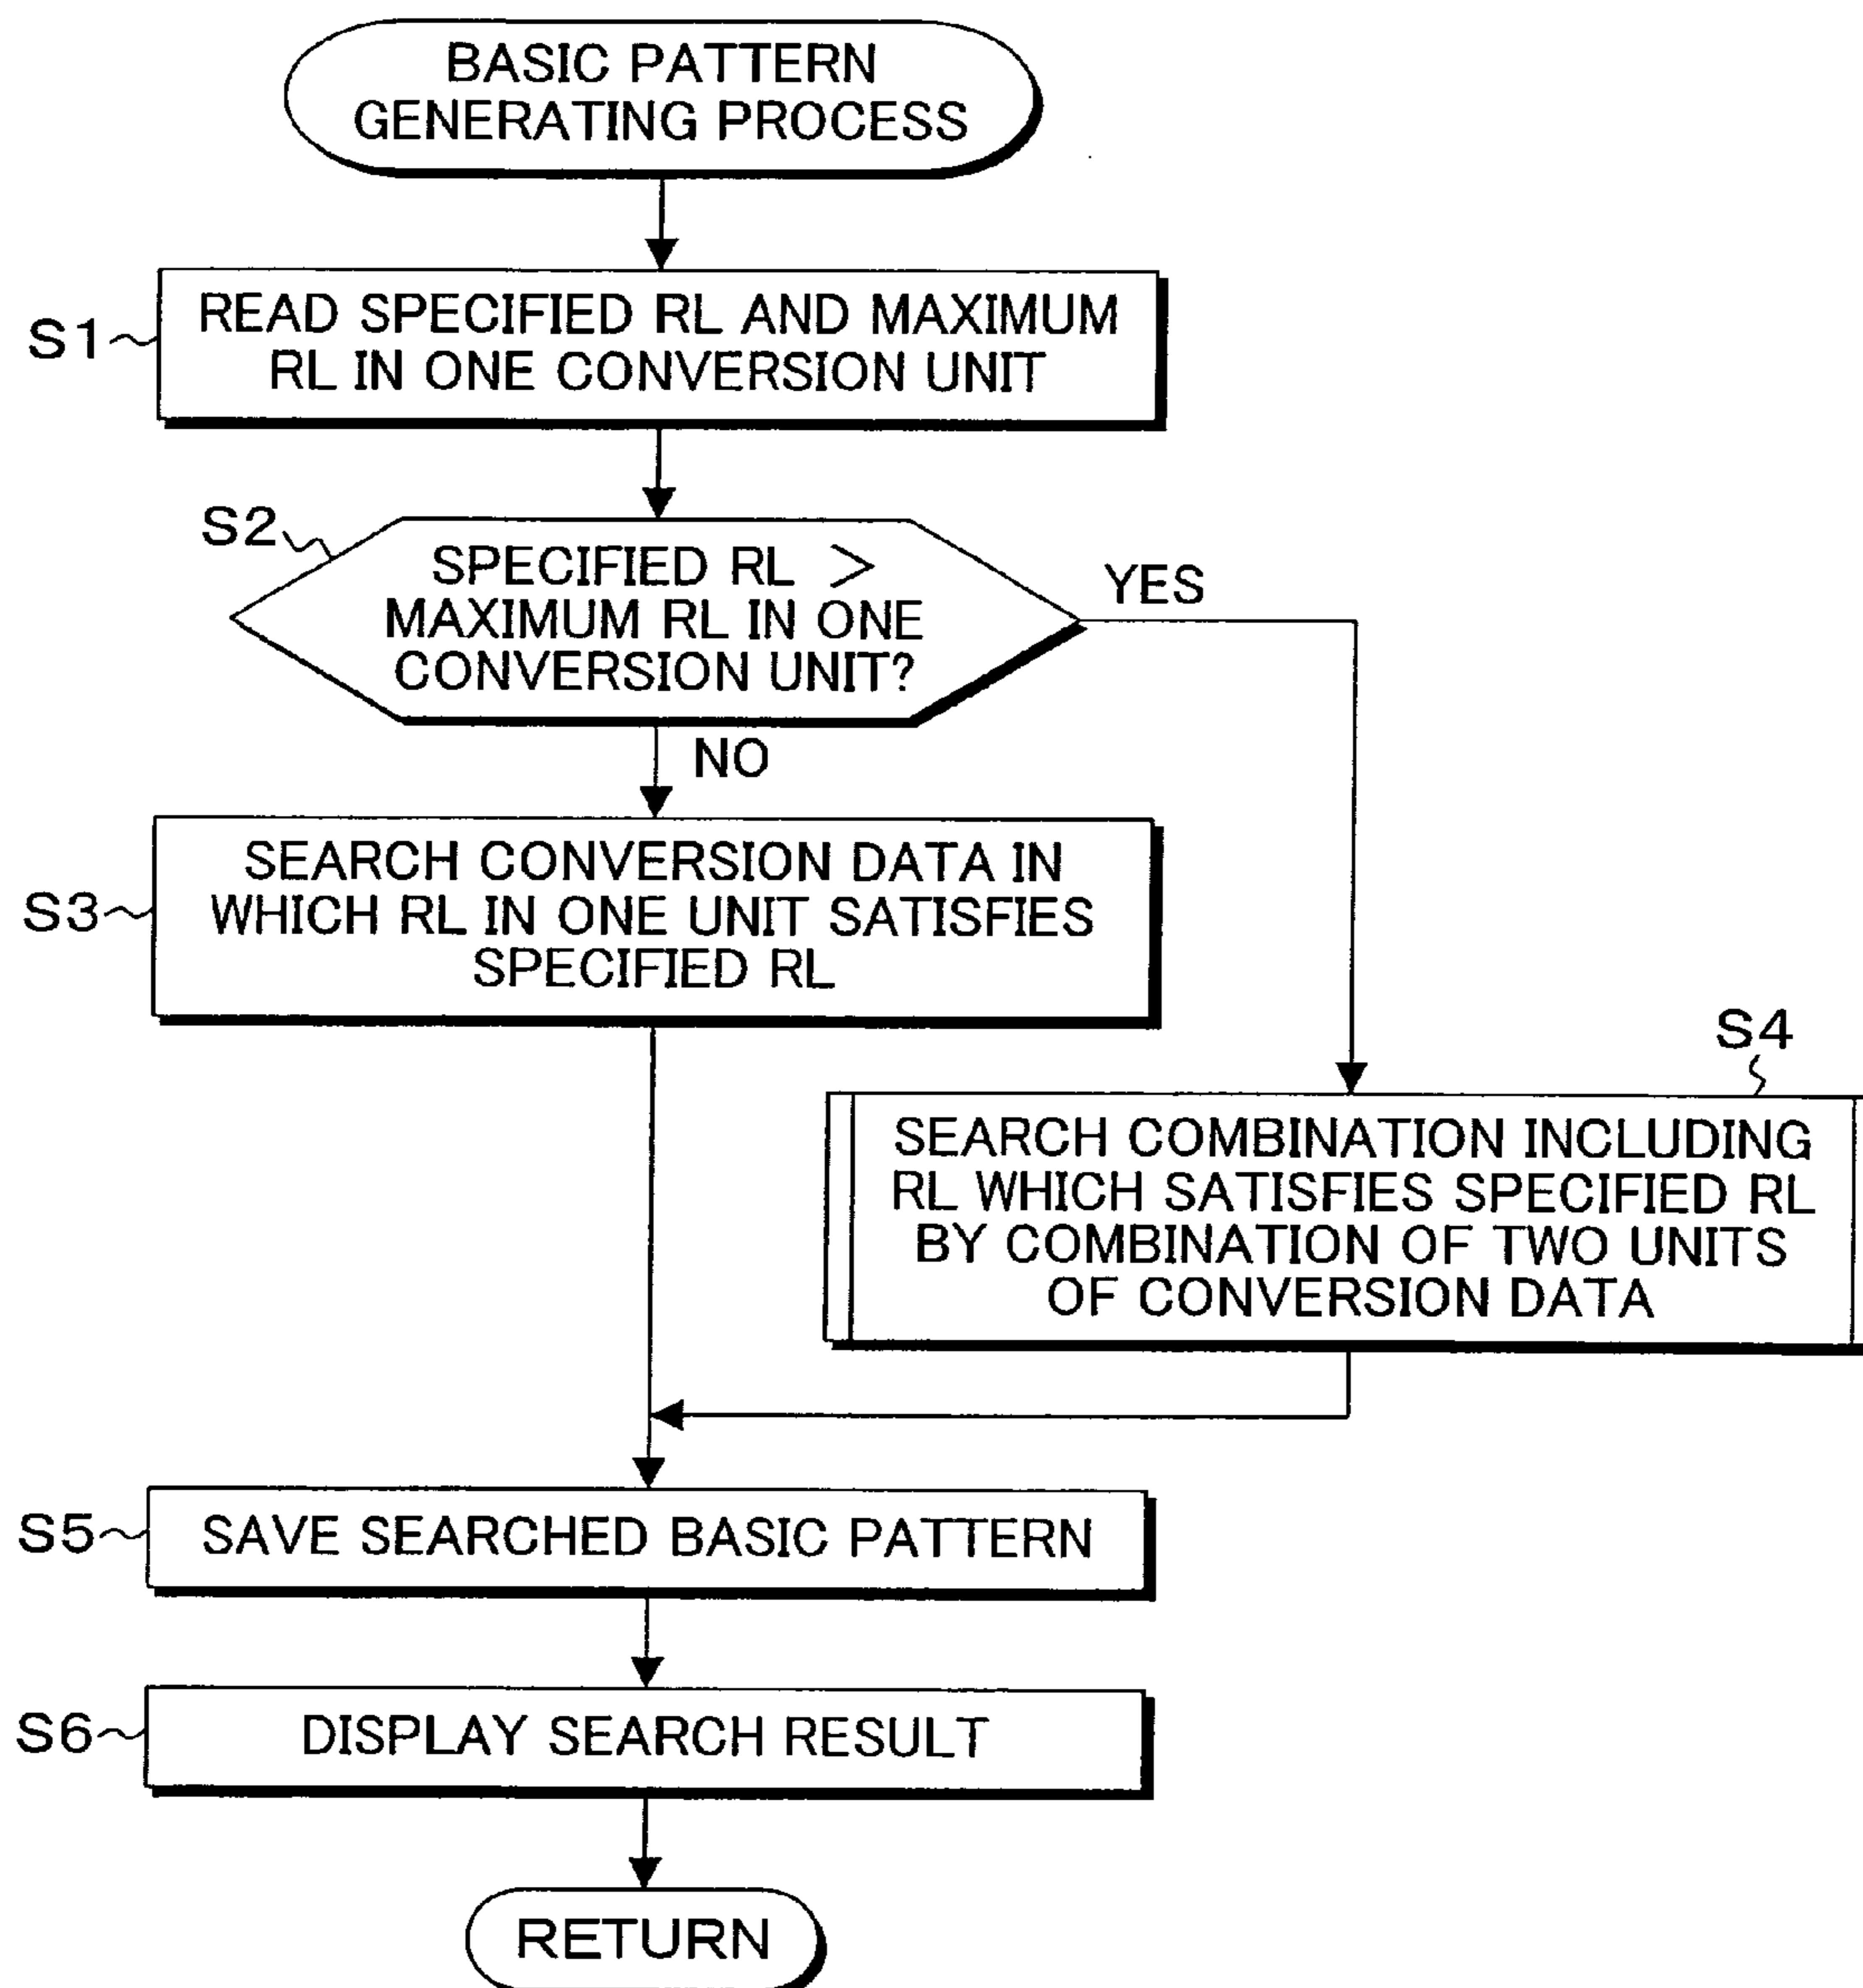 BASIC PATTERN
GENERATING PROCESS
S1
READ SPECIFIED RL AND MAXIMUM
RL IN ONE CONVERSION UNIT
S2
SPECIFIED RL >
MAXIMUM RL IN ONE
CONVERSION UNIT?
YES
NO
S3
SEARCH CONVERSION DATA IN
WHICH RL IN ONE UNIT SATISFIES
SPECIFIED RL
S4
SEARCH COMBINATION INCLUDING
RL WHICH SATISFIES SPECIFIED RL
BY COMBINATION OF TWO UNITS
OF CONVERSION DATA
S5
SAVE SEARCHED BASIC PATTERN
S6
DISPLAY SEARCH RESULT
RETURN